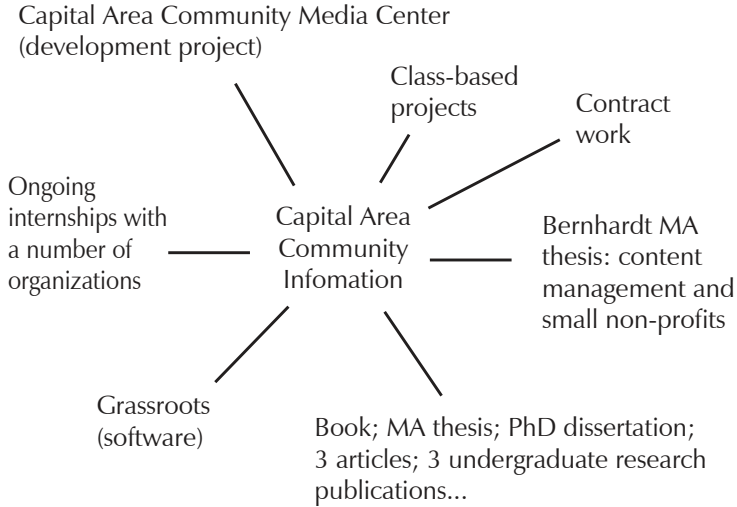 Capital Area Community Media Center
(development project)
Class-based
projects
Contract
work
Ongoing
internships with
a number of
organizations
Capital Area
Community
Infomation
Bernhardt MA
thesis: content
management and
small non-profits
Grassroots
(software)
Book; MA thesis; PhD dissertation;
3 articles; 3 undergraduate research
publications...